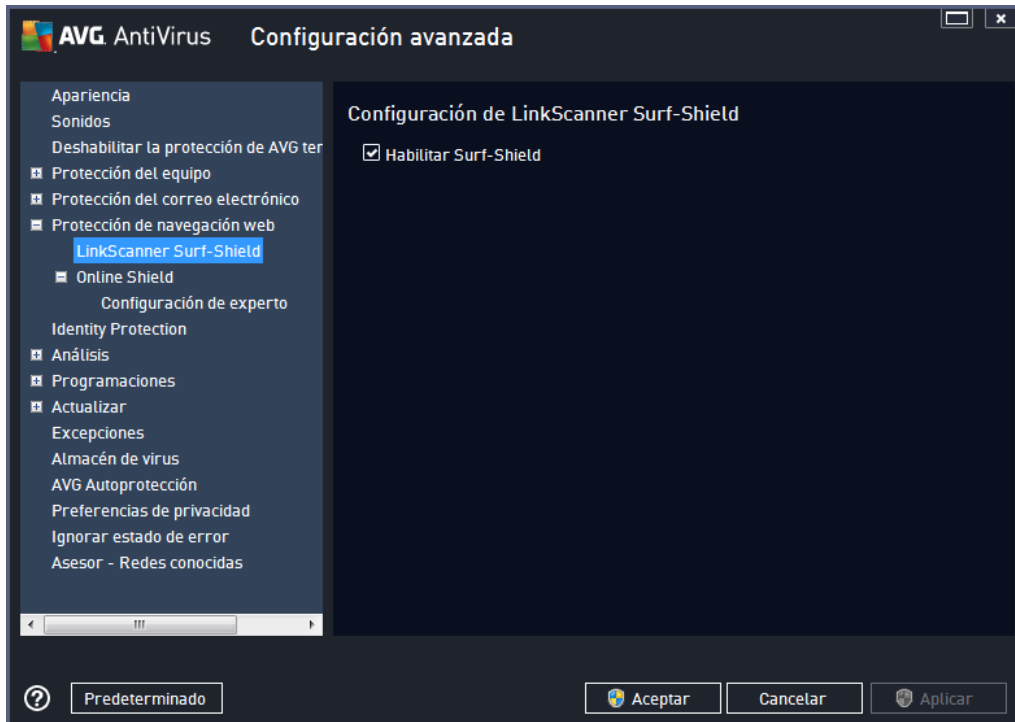 AVG AntiVirus Configuración avanzada
Apariencia
Sonidos
Deshabilitar la protección de AVG ter
Protección del equipo
Protección del correo electrónico
Protección de navegación web
LinkScanner Surf-Shield
Online Shield
Configuración de experto
Identity Protection
Análisis
Programaciones
Actualizar
Excepciones
Almacén de virus
AVG Autoprotección
Preferencias de privacidad
Ignorar estado de error
Asesor - Redes conocidas
Configuración de LinkScanner Surf-Shield
Habilitar Surf-Shield
? Predeterminado Aceptar Cancelar Aplicar